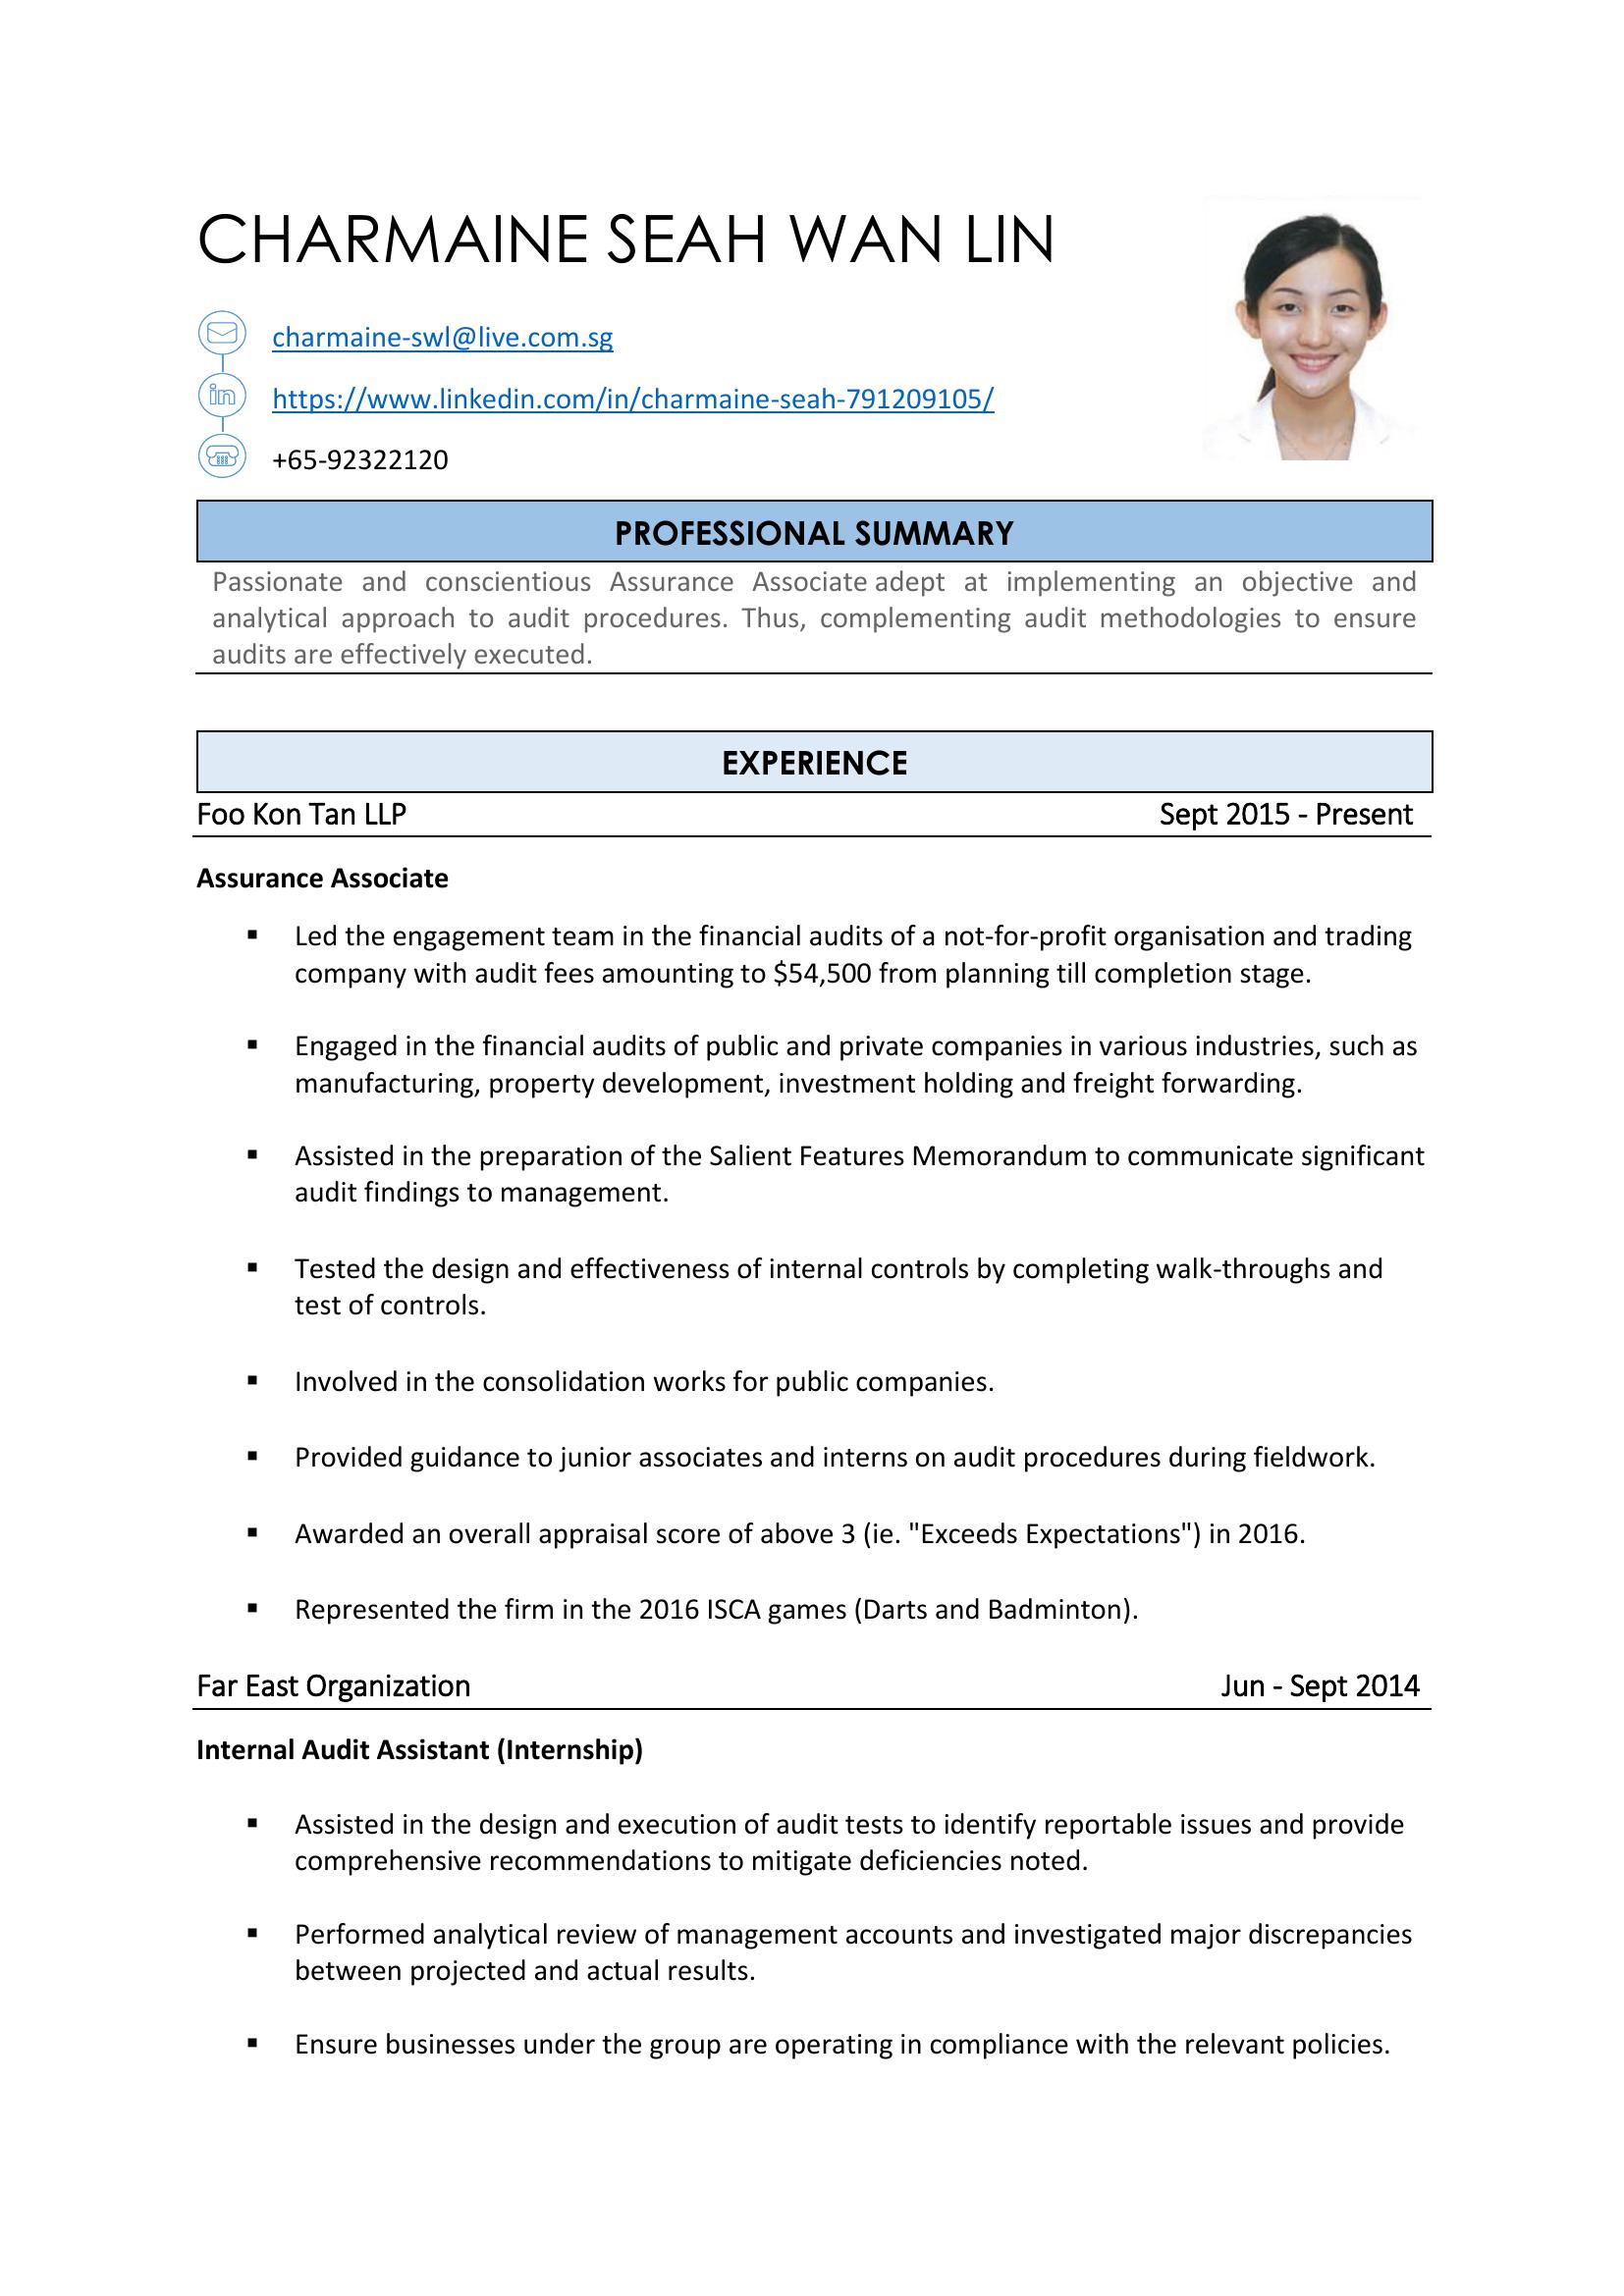 CHARMAINE SEAH WAN LIN
charmaine-swl@live.com.sg
in
https://www.linkedin.com/in/charmaine-seah-791209105/
+65-92322120
PROFESSIONAL SUMMARY
Passionate and conscientious Assurance Associate adept at implementing an objective and
analytical approach to audit procedures. Thus, complementing audit methodologies to ensure
audits are effectively executed.
EXPERIENCE
Foo Kon Tan LLP Sept 2015 - Present
Assurance Associate
▪ Led the engagement team in the financial audits of a not-for-profit organisation and trading
company with audit fees amounting to $54,500 from planning till completion stage.
▪ Engaged in the financial audits of public and private companies in various industries, such as
manufacturing, property development, investment holding and freight forwarding.
▪ Assisted in the preparation of the Salient Features Memorandum to communicate significant
audit findings to management.
▪ Tested the design and effectiveness of internal controls by completing walk-throughs and
test of controls.
▪ Involved in the consolidation works for public companies.
▪ Provided guidance to junior associates and interns on audit procedures during fieldwork.
▪ Awarded an overall appraisal score of above 3 (ie. "Exceeds Expectations") in 2016.
▪ Represented the firm in the 2016 ISCA games (Darts and Badminton).
Far East Organization Jun - Sept 2014
Internal Audit Assistant (Internship)
▪ Assisted in the design and execution of audit tests to identify reportable issues and provide
comprehensive recommendations to mitigate deficiencies noted.
▪ Performed analytical review of management accounts and investigated major discrepancies
between projected and actual results.
▪ Ensure businesses under the group are operating in compliance with the relevant policies.